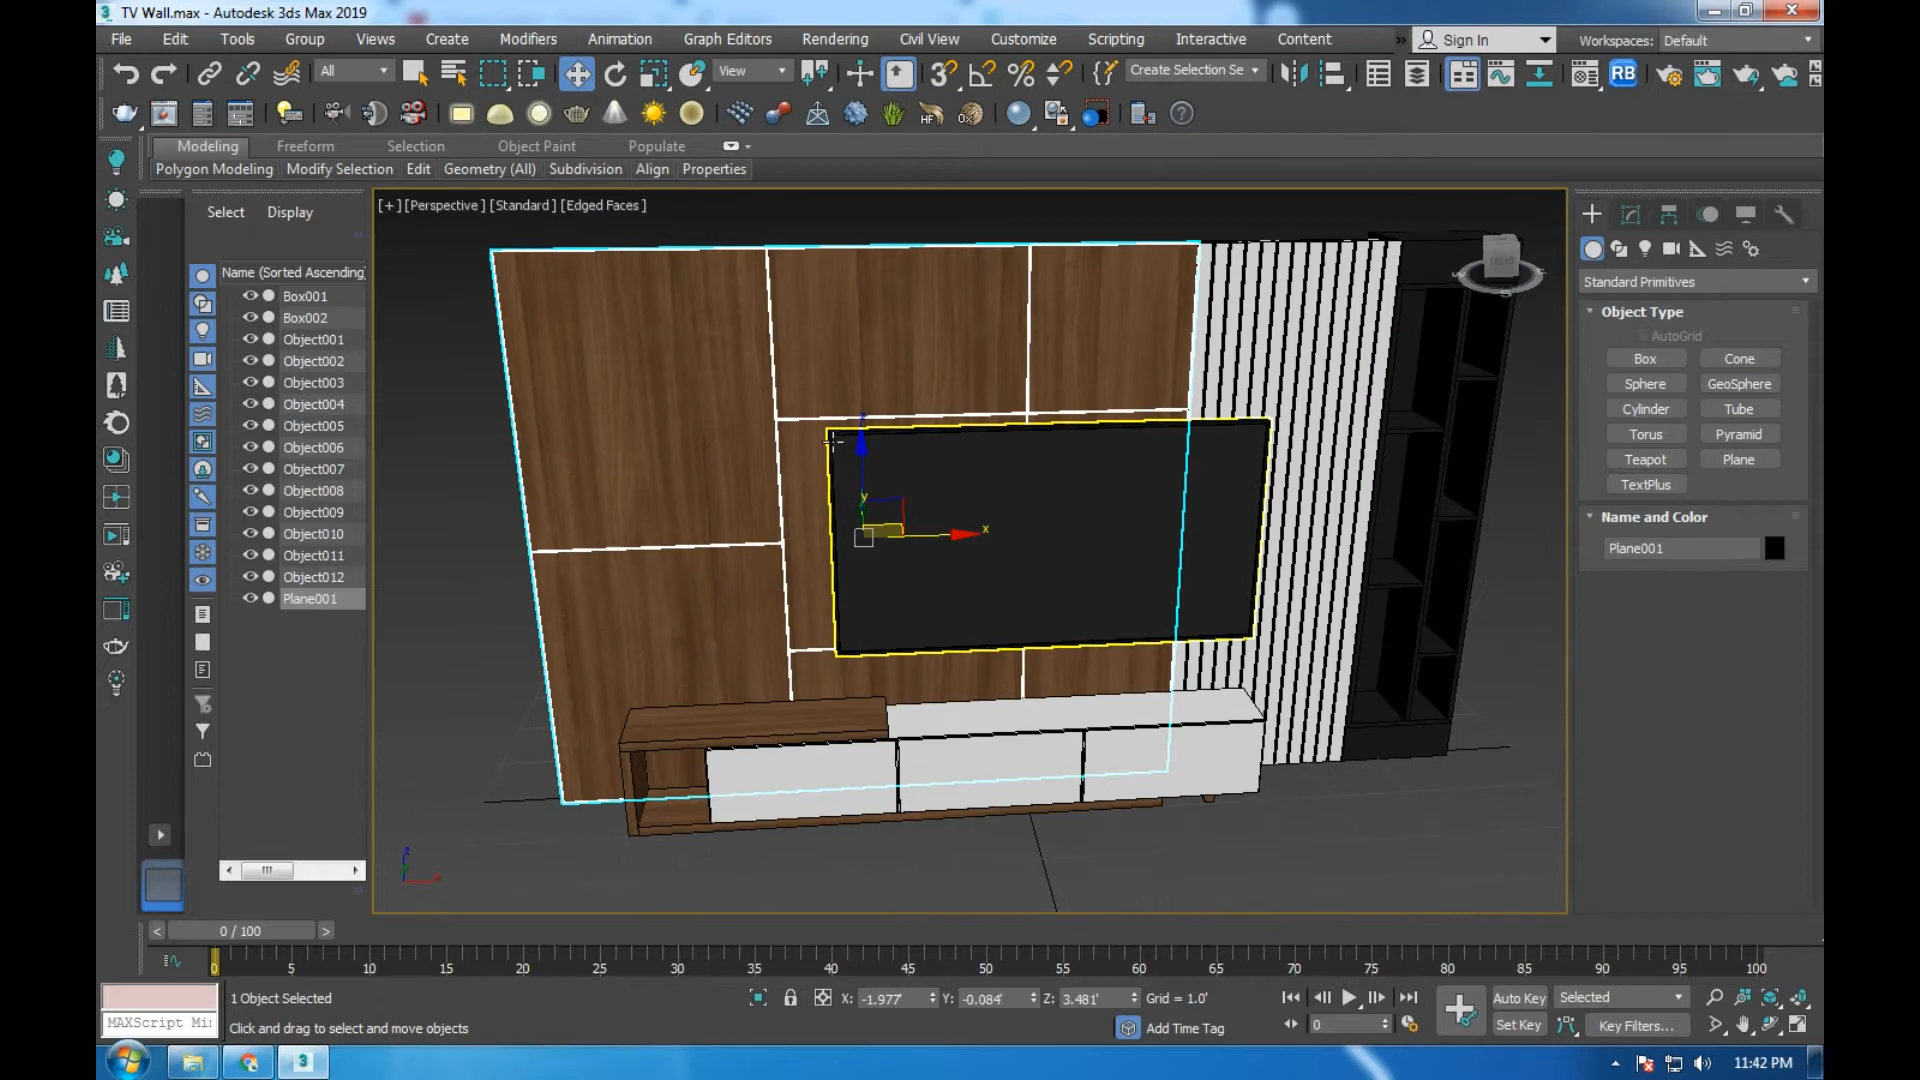 TV Wall.max - Autodesk 3ds Max 2019
File Edit Tools Group Views Create Modifiers Animation Graph Editors Rendering Civil View Customize Scripting Interactive Content » Sign In Workspaces: Default
All View Create Selection Se RB
HF
Modeling Freeform Selection Object Paint Populate
Polygon Modeling Modify Selection Edit Geometry (All) Subdivision Align Properties
Select Display
[+] [Perspective] [Standard] [Edged Faces]
Name (Sorted Ascending)
Box001
Box002
Object001
Object002
Object003
Object004
Object005
Object006
Object007
Object008
Object009
Object010
Object011
Object012
Plane001
FRONT
x
y
z
Standard Primitives
Object Type
AutoGrid
Box Cone
Sphere GeoSphere
Cylinder Tube
Torus Pyramid
Teapot Plane
TextPlus
Name and Color
Plane001
0 / 100
0 5 10 15 20 25 30 35 40 45 50 55 60 65 70 75 80 85 90 95 100
1 Object Selected X: -1.977' Y: -0.084' Z: 3.481' Grid = 1.0' Auto Key Selected
MAXScript Mi Click and drag to select and move objects Add Time Tag 0 Set Key Key Filters...
11:42 PM